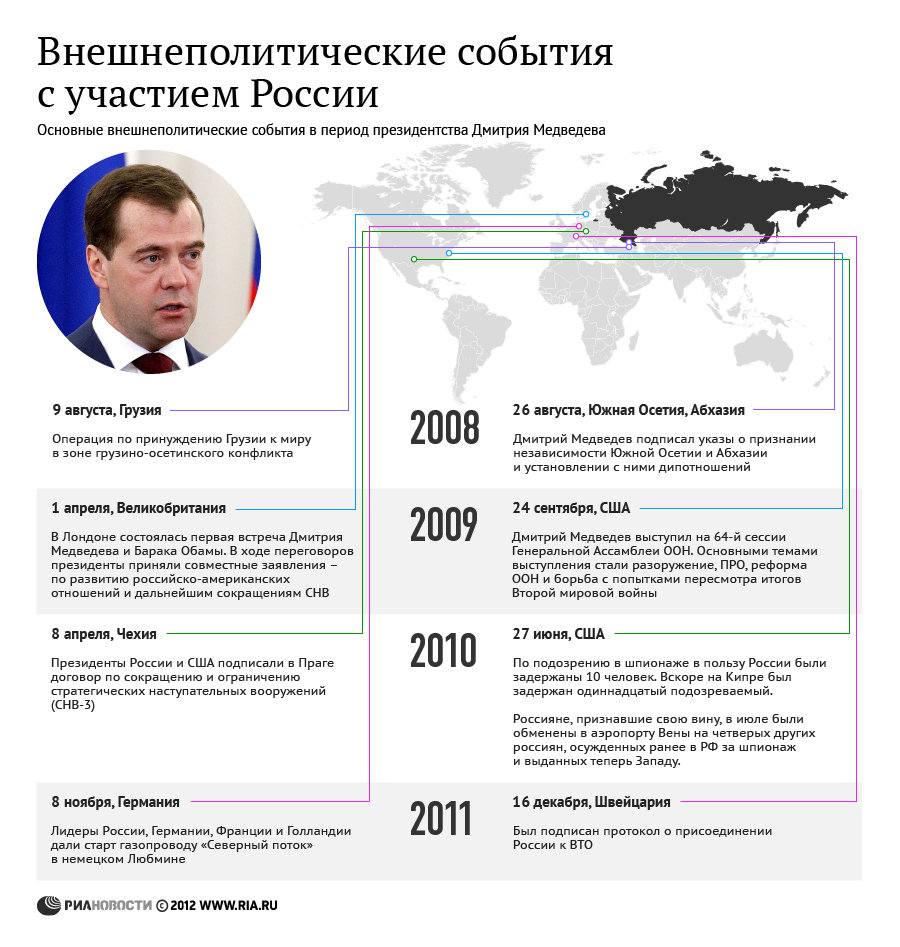 Внешнеполитические события
с участием России
Основные внешнеполитические события в период президентства Дмитрия Медведева
9 августа, Грузия
Операция по принуждению Грузии к миру
в зоне грузино-осетинского конфликта
2008
26 августа, Южная Осетия, Абхазия
Дмитрий Медведев подписал указы о признании
независимости Южной Осетии и Абхазии
и установлении с ними дипотношений
1 апреля, Великобритания
В Лондоне состоялась первая встреча Дмитрия
Медведева и Барака Обамы. В ходе переговоров
президенты приняли совместные заявления –
по развитию российско-американских
отношений и дальнейшим сокращениям СНВ
2009
24 сентября, США
Дмитрий Медведев выступил на 64-й сессии
Генеральной Ассамблеи ООН. Основными темами
выступления стали разоружение, ПРО, реформа
ООН и борьба с попытками пересмотра итогов
Второй мировой войны
8 апреля, Чехия
Президенты России и США подписали в Праге
договор по сокращению и ограничению
стратегических наступательных вооружений
(СНВ-3)
2010
27 июня, США
По подозрению в шпионаже в пользу России были
задержаны 10 человек. Вскоре на Кипре был
задержан одиннадцатый подозреваемый.
Россияне, признавшие свою вину, в июле были
обменены в аэропорту Вены на четверых других
россиян, осужденных ранее в РФ за шпионаж
и выданных теперь Западу.
8 ноября, Германия
Лидеры России, Германии, Франции и Голландии
дали старт газопроводу «Северный поток»
в немецком Любмине
2011
16 декабря, Швейцария
Был подписан протокол о присоединении
России к ВТО
РИАНОВОСТИ © 2012 WWW.RIA.RU